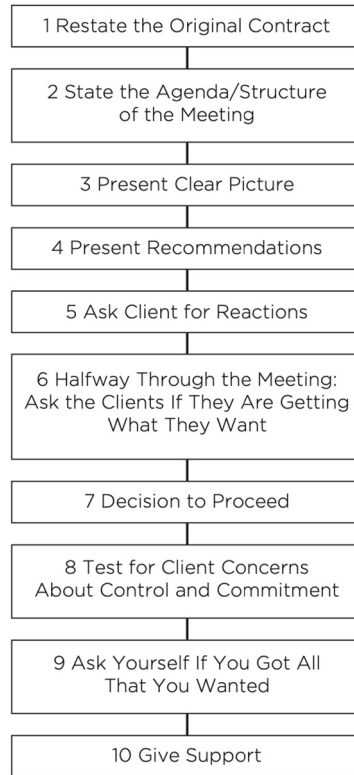 1 Restate the Original Contract
2 State the Agenda/Structure
of the Meeting
3 Present Clear Picture
4 Present Recommendations
5 Ask Client for Reactions
6 Halfway Through the Meeting:
Ask the Clients If They Are Getting
What They Want
7 Decision to Proceed
8 Test for Client Concerns
About Control and Commitment
9 Ask Yourself If You Got All
That You Wanted
10 Give Support